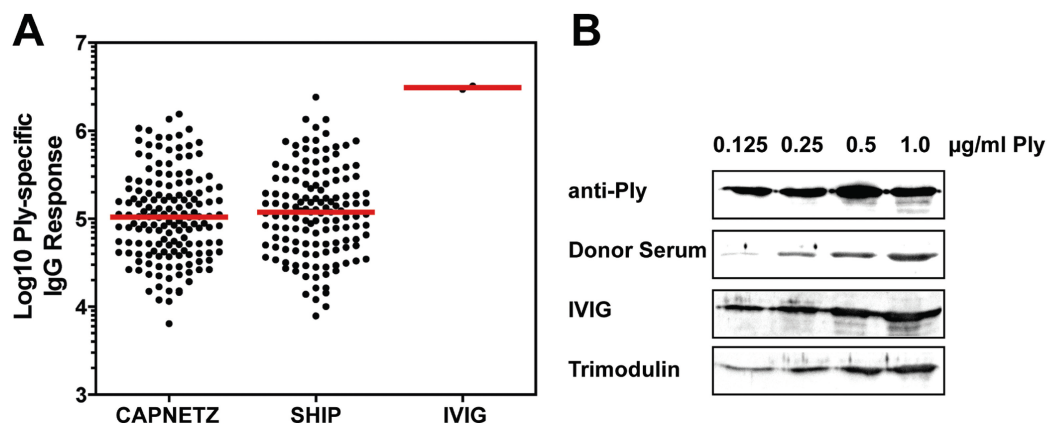 A
Log10 Ply-specific
IgG Response
7
6
5
4
3
CAPNETZ SHIP IVIG
B
0.125 0.25 0.5 1.0 µg/ml Ply
anti-Ply
Donor Serum
IVIG
Trimodulin